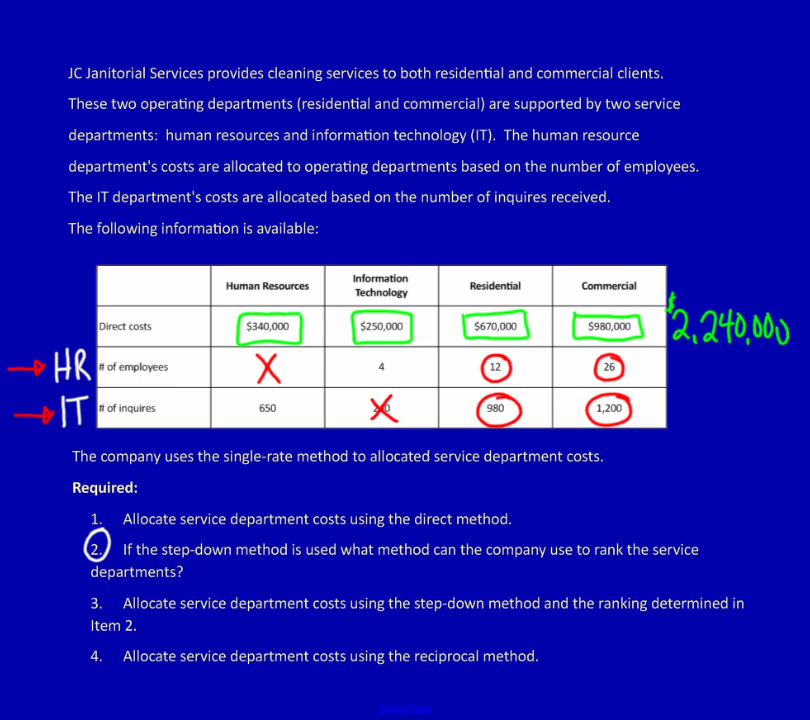 JC Janitorial Services provides cleaning services to both residential and commercial clients.
These two operating departments (residential and commercial) are supported by two service
departments: human resources and information technology (IT). The human resource
department's costs are allocated to operating departments based on the number of employees.
The IT department's costs are allocated based on the number of inquires received.
The following information is available:
Human Resources Information Technology Residential Commercial
Direct costs $340,000 $250,000 $670,000 $980,000 $2,240,000
HR # of employees X 4 12 26
IT # of inquires 650 980 1,200
The company uses the single-rate method to allocated service department costs.
Required:
1. Allocate service department costs using the direct method.
2. If the step-down method is used what method can the company use to rank the service
departments?
3. Allocate service department costs using the step-down method and the ranking determined in
Item 2.
4. Allocate service department costs using the reciprocal method.